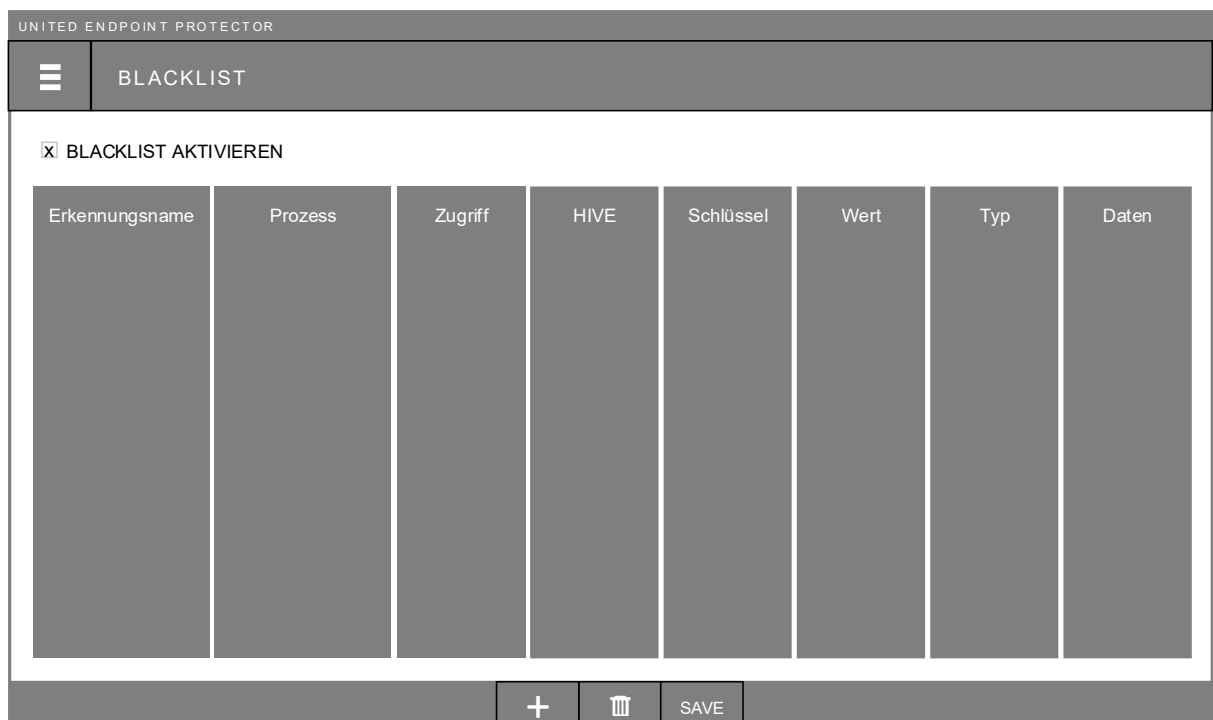 UNITED ENDPOINT PROTECTOR
BLACKLIST
X BLACKLIST AKTIVIEREN
Erkennungsname Prozess Zugriff HIVE Schlüssel Wert Typ Daten
SAVE